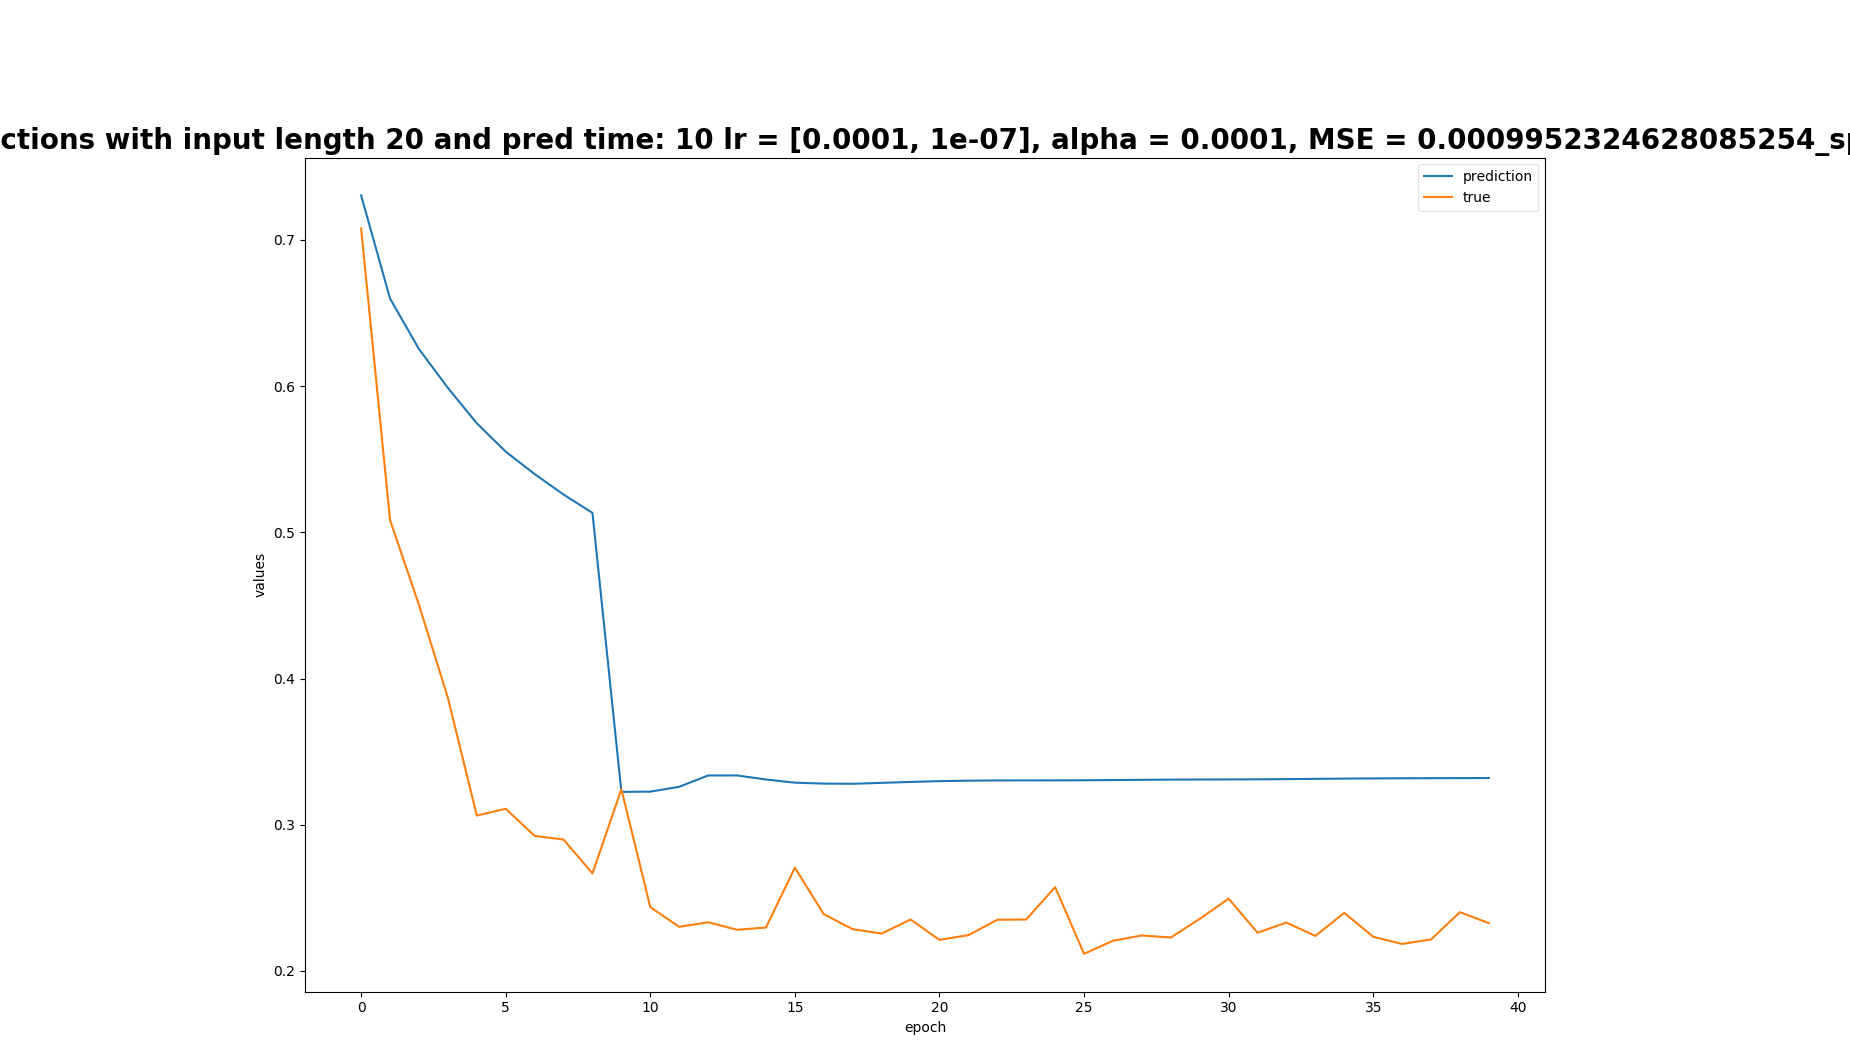 ctions with input length 20 and pred time: 10 lr = [0.0001, 1e-07], alpha = 0.0001, MSE = 0.0009952324628085254_sp
prediction
true
0.7
0.6
0.5
0.4
0.3
0.2
values
0 5 10 15 20 25 30 35 40
epoch